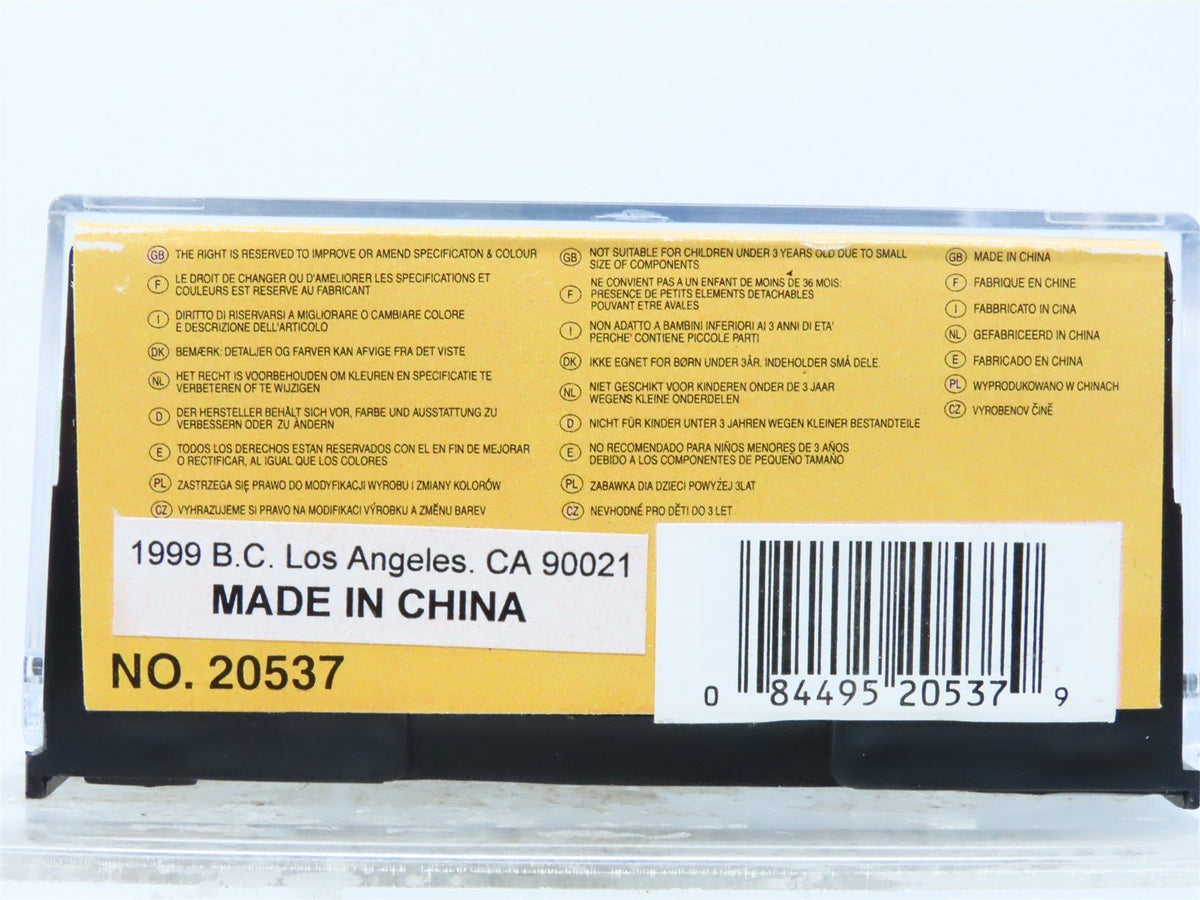 GB THE RIGHT IS RESERVED TO IMPROVE OR AMEND SPECIFICATON & COLOUR
F LE DROIT DE CHANGER OU D'AMELIORER LES SPECIFICATIONS ET
COULEURS EST RESERVE AU FABRICANT
I DIRITTO DI RISERVARSI A MIGLIORARE O CAMBIARE COLORE
E DESCRIZIONE DELL'ARTICOLO
DK BEMÆRK: DETALJER OG FARVER KAN AFVIGE FRA DET VISTE
NL HET RECHT IS VOORBEHOUDEN OM KLEUREN EN SPECIFICATIE TE
VERBETEREN OF TE WIJZIGEN
D DER HERSTELLER BEHÄLT SICH VOR, FARBE UND AUSSTATTUNG ZU
VERBESSERN ODER ZU ÄNDERN
E TODOS LOS DERECHOS ESTAN RESERVADOS CON EL EN FIN DE MEJORAR
O RECTIFICAR, AL IGUAL QUE LOS COLORES
PL ZASTRZEGA SIĘ PRAWO DO MODYFIKACJI WYROBU I ZMIANY KOLORÓW
CZ VYHRAZUJEME SI PRAVO NA MODIFIKACI VÝROBKU A ZMĚNU BAREV
GB NOT SUITABLE FOR CHILDREN UNDER 3 YEARS OLD DUE TO SMALL
SIZE OF COMPONENTS
F NE CONVIENT PAS A UN ENFANT DE MOINS DE 36 MOIS:
PRESENCE DE PETITS ELEMENTS DETACHABLES
POUVANT ETRE AVALES
I NON ADATTO A BAMBINI INFERIORI AI 3 ANNI DI ETA'
PERCHE' CONTIENE PICCOLE PARTI
DK IKKE EGNET FOR BØRN UNDER 3ÅR. INDEHOLDER SMÅ DELE.
NL NIET GESCHIKT VOOR KINDEREN ONDER DE 3 JAAR
WEGENS KLEINE ONDERDELEN
D NICHT FÜR KINDER UNTER 3 JAHREN WEGEN KLEINER BESTANDTEILE
E NO RECOMENDADO PARA NIÑOS MENORES DE 3 AÑOS
DEBIDO A LOS COMPONENTES DE PEQUEÑO TAMAÑO
PL ZABAWKA DLA DZIECI POWYŻEJ 3LAT
CZ NEVHODNÉ PRO DĚTI DO 3 LET
GB MADE IN CHINA
F FABRIQUE EN CHINE
I FABBRICATO IN CINA
NL GEFABRICEERD IN CHINA
E FABRICADO EN CHINA
PL WYPRODUKOWANO W CHINACH
CZ VYROBENOV ČINĚ
1999 B.C. Los Angeles. CA 90021
MADE IN CHINA
NO. 20537
0 84495 20537 9